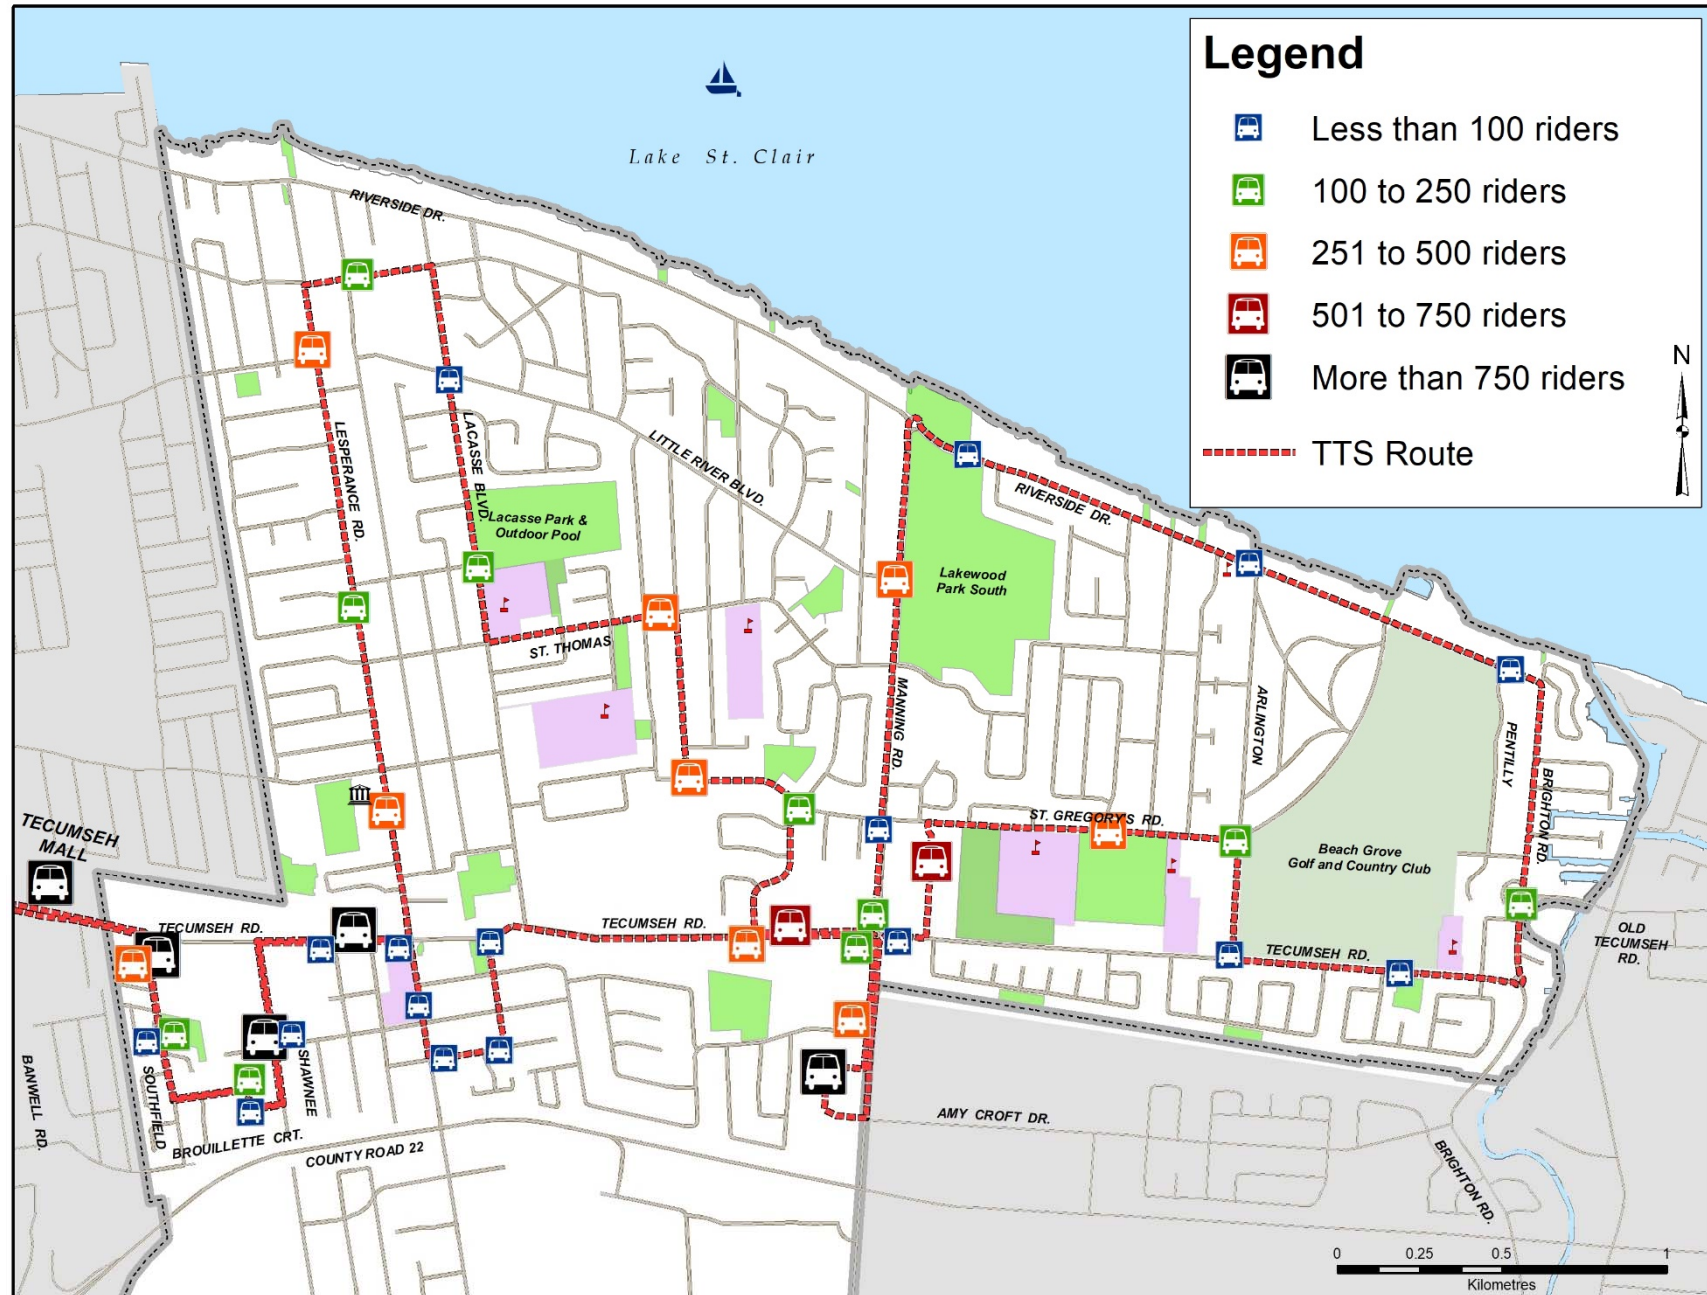 Legend
Less than 100 riders
100 to 250 riders
251 to 500 riders
501 to 750 riders
More than 750 riders
TTS Route
N
Lake St. Clair
RIVERSIDE DR.
LESPERANCE RD.
LACASSE BLVD.
LITTLE RIVER BLVD.
Lacasse Park &
Outdoor Pool
ST. THOMAS
RIVERSIDE DR.
Lakewood
Park South
MANNING RD.
ARLINGTON
PENTILLY
BRIGHTON RD.
ST. GREGORY'S RD.
Beach Grove
Golf and Country Club
TECUMSEH
MALL
TECUMSEH RD.
TECUMSEH RD.
TECUMSEH RD.
OLD
TECUMSEH
RD.
BANWELL RD.
SOUTHFIELD
SHAWNEE
BROUILLETTE CRT.
COUNTY ROAD 22
AMY CROFT DR.
BRIGHTON RD.
0 0.25 0.5 1
Kilometres